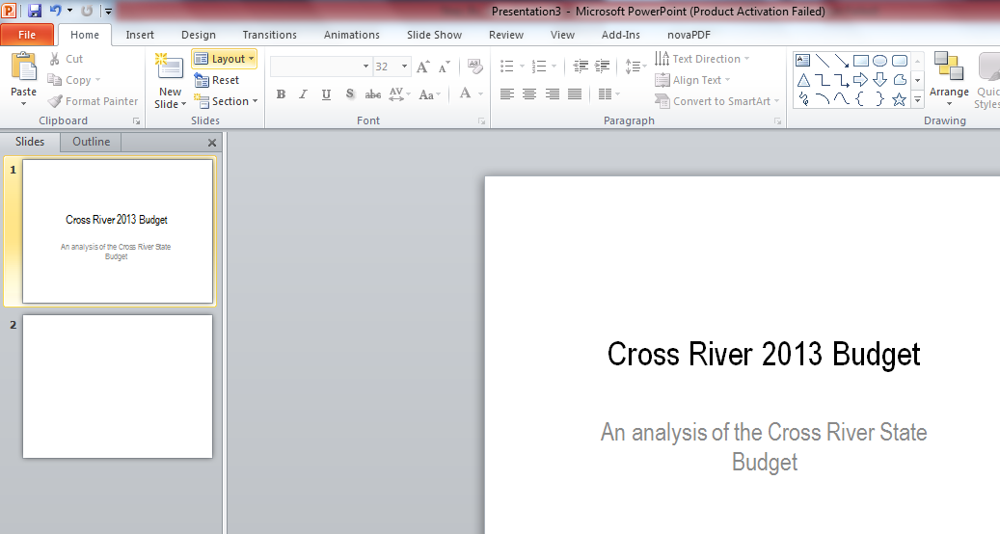 Presentation3 - Microsoft PowerPoint (Product Activation Failed)
File Home Insert Design Transitions Animations Slide Show Review View Add-Ins novaPDF
Paste
Cut
Copy
Format Painter
Clipboard
New
Slide
Layout
Reset
Section
Slides
32 A A
B I U S abc AV Aa A
Font
Text Direction
Align Text
Convert to SmartArt
Paragraph
Arrange
Quic
Styles
Drawing
Slides Outline
1
Cross River 2013 Budget
An analysis of the Cross River State
Budget
2
Cross River 2013 Budget
An analysis of the Cross River State
Budget